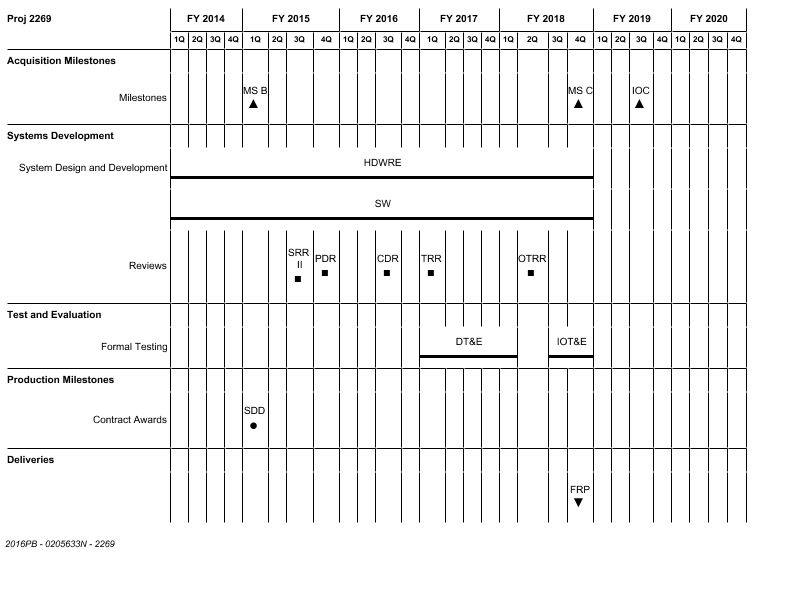 Proj 2269 FY 2014 FY 2015 FY 2016 FY 2017 FY 2018 FY 2019 FY 2020
1Q 2Q 3Q 4Q 1Q 2Q 3Q 4Q 1Q 2Q 3Q 4Q 1Q 2Q 3Q 4Q 1Q 2Q 3Q 4Q 1Q 2Q 3Q 4Q 1Q 2Q 3Q 4Q
Acquisition Milestones
MS B MS C IOC
Milestones
Systems Development
HDWRE
System Design and Development
SW
SRR
II PDR CDR TRR OTRR
Reviews
Test and Evaluation
DT&E IOT&E
Formal Testing
Production Milestones
SDD
Contract Awards
Deliveries
FRP
2016PB - 0205633N - 2269